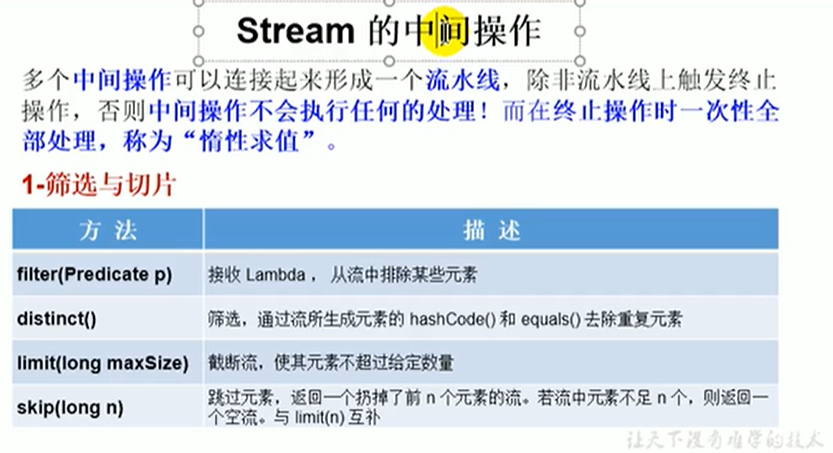 Stream 的中间操作
多个中间操作可以连接起来形成一个流水线，除非流水线上触发终止
操作，否则中间操作不会执行任何的处理！而在终止操作时一次性全
部处理，称为“惰性求值”。
1-筛选与切片
方 法 描 述
filter(Predicate p) 接收 Lambda ， 从流中排除某些元素
distinct() 筛选，通过流所生成元素的 hashCode() 和 equals() 去除重复元素
limit(long maxSize) 截断流，使其元素不超过给定数量
skip(long n) 跳过元素，返回一个扔掉了前 n 个元素的流。若流中元素不足 n 个，则返回一
个空流。与 limit(n) 互补
让天下没有难学的技术